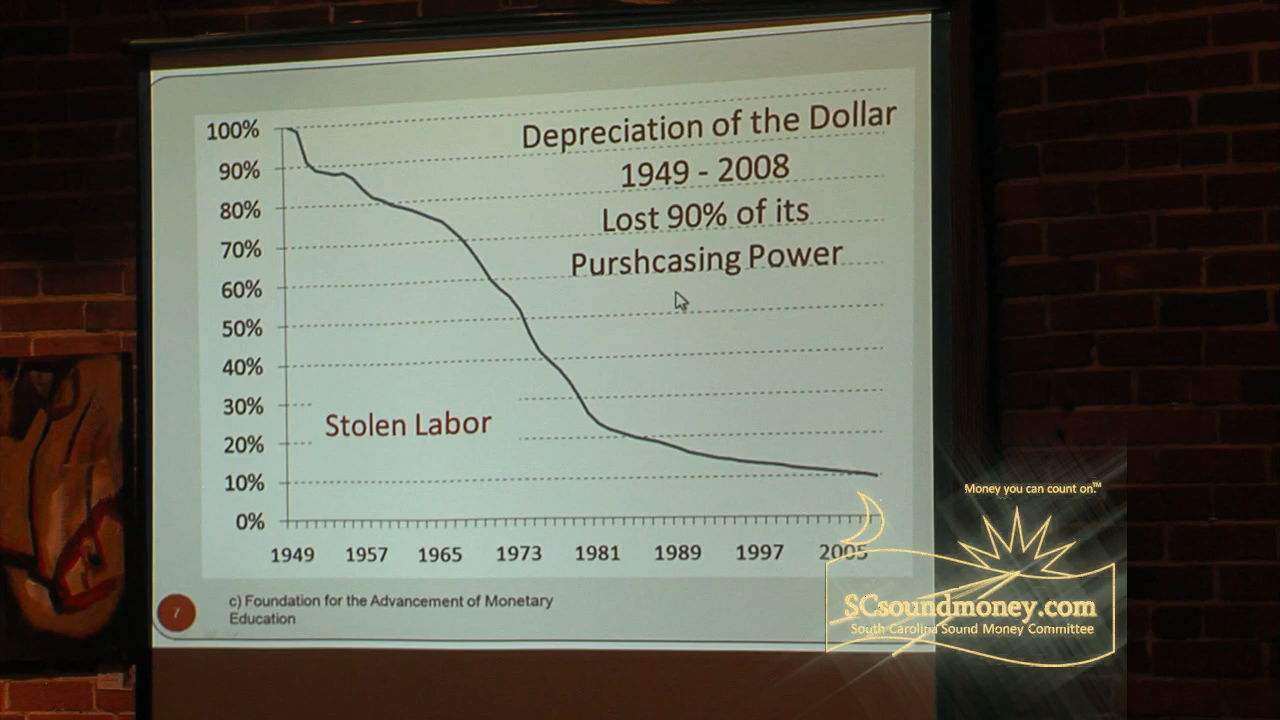 Depreciation of the Dollar
1949 - 2008
Lost 90% of its
Purshcasing Power
100%
90%
80%
70%
60%
50%
40%
30%
20%
10%
0%
Stolen Labor
1949 1957 1965 1973 1981 1989 1997 2005
7
c) Foundation for the Advancement of Monetary
Education
Money you can count on.™
SCsoundmoney.com
South Carolina Sound Money Committee